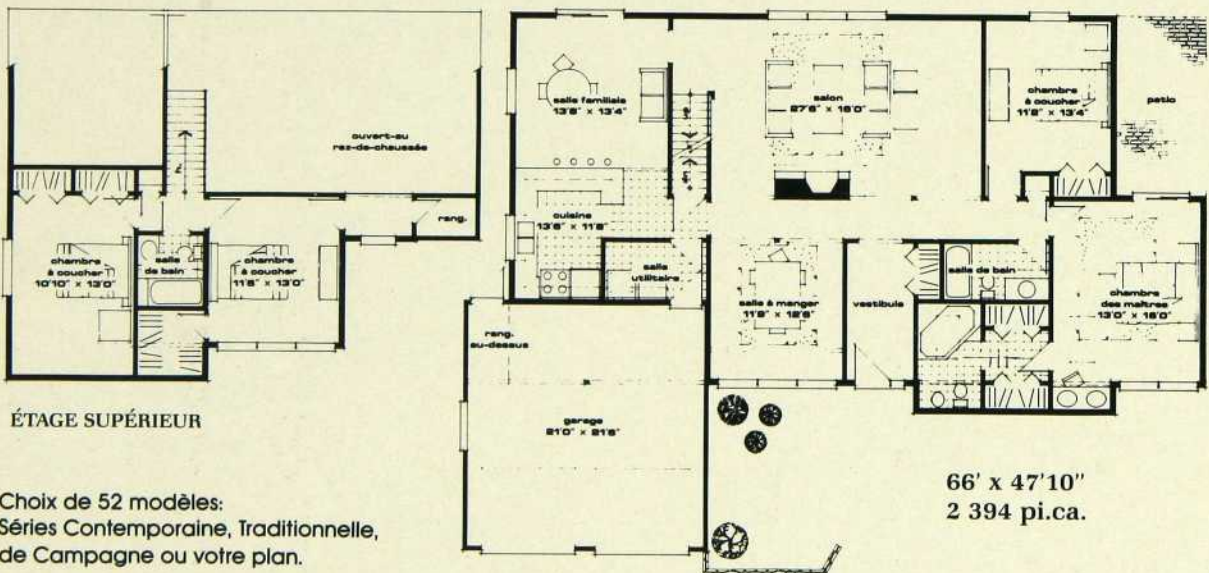 ouvert-au
rez-de-chaussée
rang.
chambre
à coucher
10'10" x 13'0"
salle
de bain
chambre
à coucher
11'6" x 13'0"
ÉTAGE SUPÉRIEUR
salle familiale
13'6" x 13'4"
salon
27'6" x 16'0"
chambre
à coucher
11'8" x 13'4"
patio
cuisine
13'6" x 11'8"
salle
utilitaire
salle à manger
11'9" x 12'6"
vestibule
salle de bain
chambre
des maîtres
13'0" x 16'0"
rang.
au-dessus
garage
21'0" x 21'6"
66' x 47'10"
2 394 pi.ca.
Choix de 52 modèles:
Séries Contemporaine, Traditionnelle,
de Campagne ou votre plan.